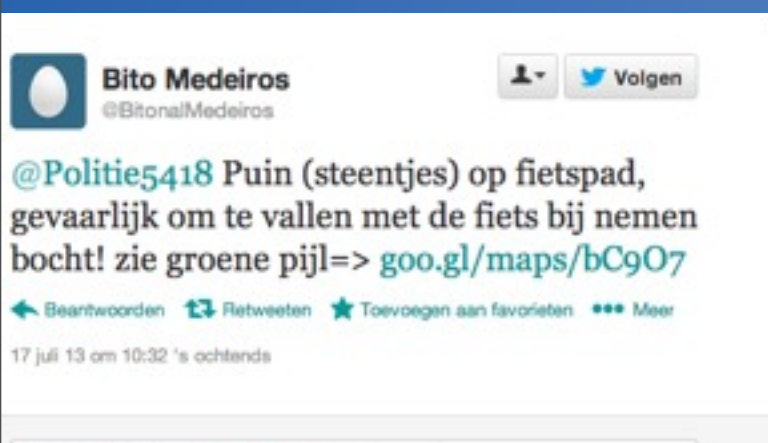 Bito Medeiros
@BitonalMedeiros
Volgen
@Politie5418 Puin (steentjes) op fietspad,
gevaarlijk om te vallen met de fiets bij nemen
bocht! zie groene pijl=> goo.gl/maps/bC9O7
Beantwoorden Retweeten Toevoegen aan favorieten Meer
17 juli 13 om 10:32 's ochtends